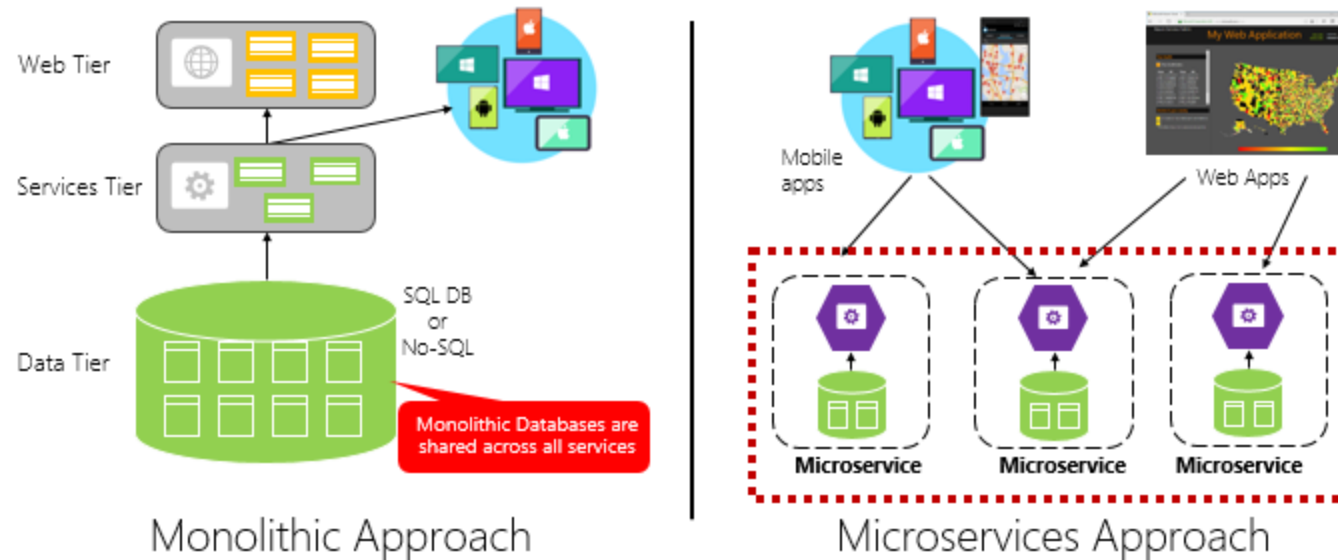 Web Tier
Services Tier
Data Tier
SQL DB
or
No-SQL
Monolithic Databases are
shared across all services
Monolithic Approach
My Web Application
Mobile
apps
Web Apps
Microservice
Microservice
Microservice
Microservices Approach